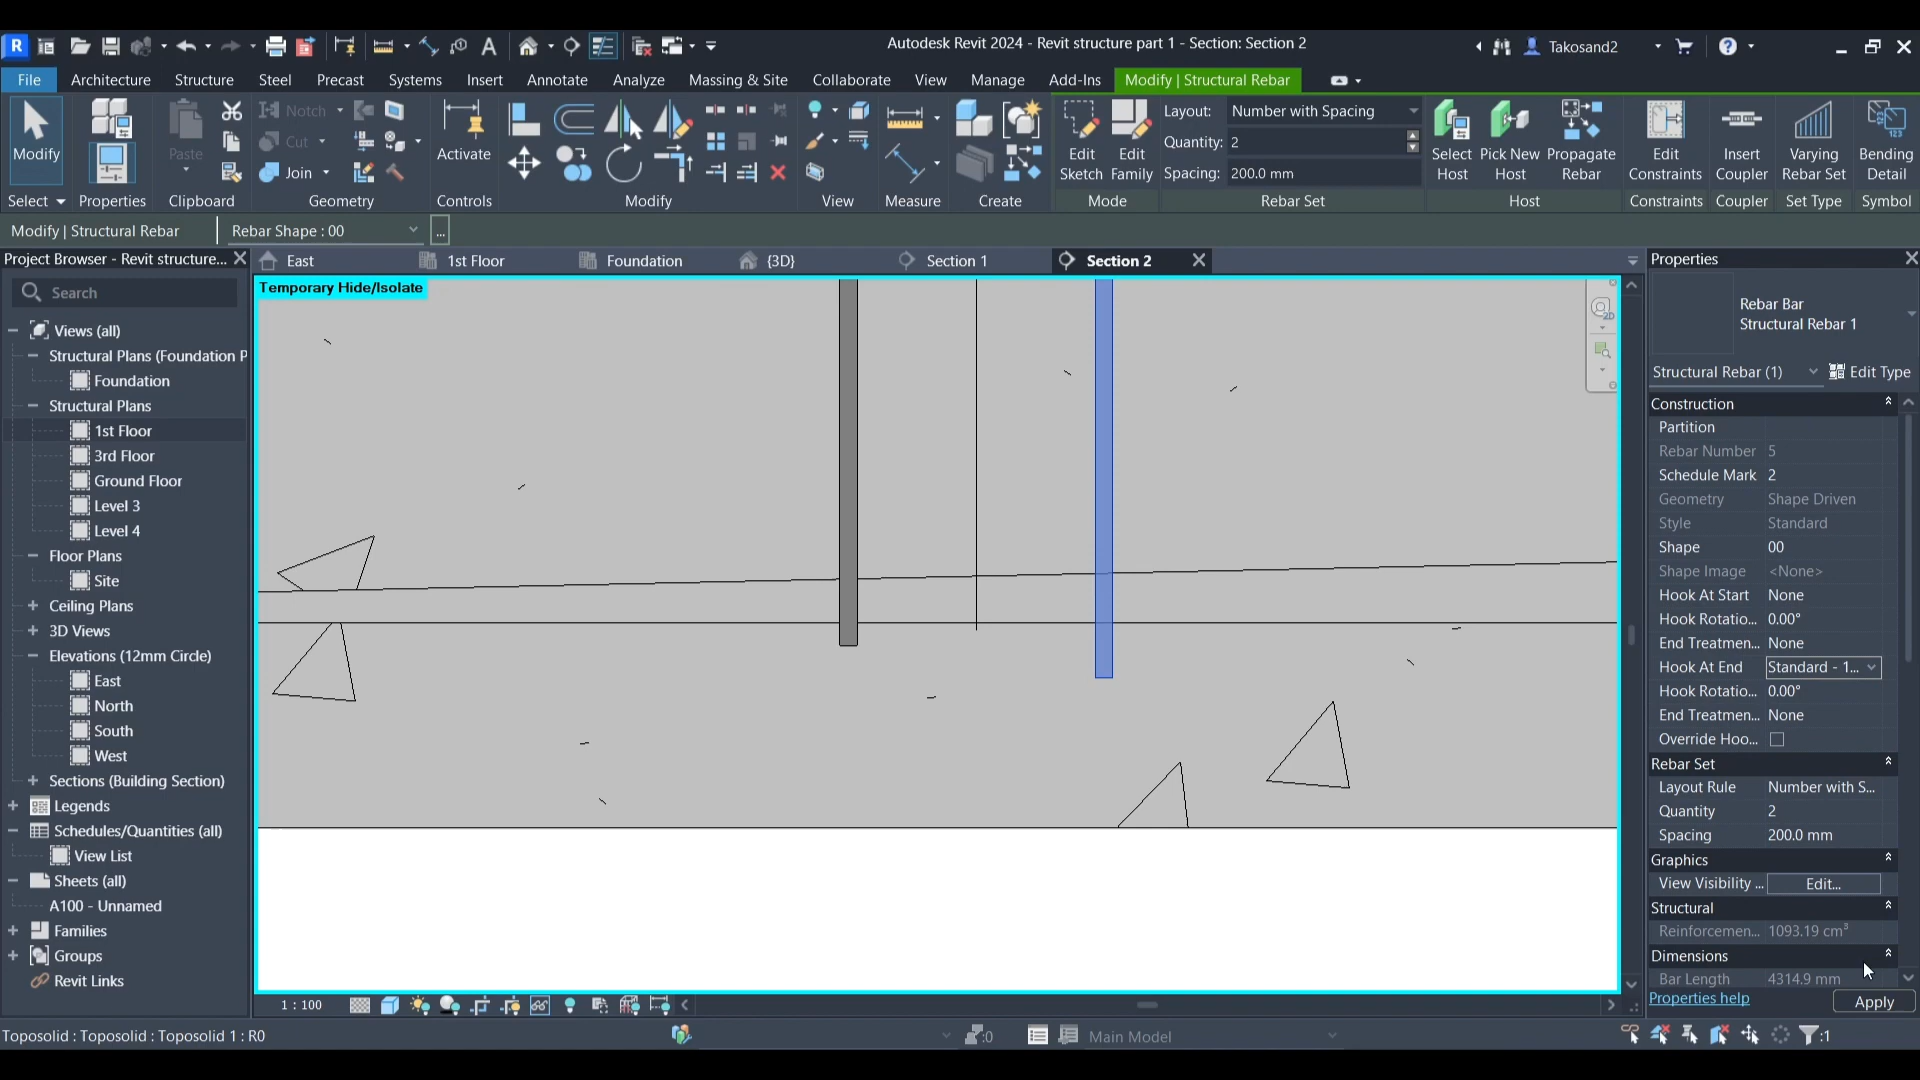 R
A
Autodesk Revit 2024 - Revit structure part 1 - Section: Section 2
Takosand2
?
File
Architecture
Structure
Steel
Precast
Systems
Insert
Annotate
Analyze
Massing & Site
Collaborate
View
Manage
Add-Ins
Modify | Structural Rebar
Modify
Paste
Notch
Cut
Join
Activate
Edit Sketch
Edit Family
Layout: Number with Spacing
Quantity: 2
Spacing: 200.0 mm
Select Host
Pick New Host
Propagate Rebar
Edit Constraints
Insert Coupler
Varying Rebar Set
Bending Detail
Select
Properties
Clipboard
Geometry
Controls
Modify
View
Measure
Create
Mode
Rebar Set
Host
Constraints
Coupler
Set Type
Symbol
Modify | Structural Rebar
Rebar Shape : 00
...
Project Browser - Revit structure...
East
1st Floor
Foundation
{3D}
Section 1
Section 2
Properties
Search
Temporary Hide/Isolate
2D
Views (all)
Structural Plans (Foundation P
Foundation
Structural Plans
1st Floor
3rd Floor
Ground Floor
Level 3
Level 4
Floor Plans
Site
Ceiling Plans
3D Views
Elevations (12mm Circle)
East
North
South
West
Sections (Building Section)
Legends
Schedules/Quantities (all)
View List
Sheets (all)
A100 - Unnamed
Families
Groups
Revit Links
Rebar Bar
Structural Rebar 1
Structural Rebar (1)
Edit Type
Construction
Partition
Rebar Number 5
Schedule Mark 2
Geometry Shape Driven
Style Standard
Shape 00
Shape Image <None>
Hook At Start None
Hook Rotatio... 0.00°
End Treatmen... None
Hook At End Standard - 1...
Hook Rotatio... 0.00°
End Treatmen... None
Override Hoo...
Rebar Set
Layout Rule Number with S...
Quantity 2
Spacing 200.0 mm
Graphics
View Visibility ... Edit...
Structural
Reinforcemen... 1093.19 cm³
Dimensions
Bar Length 4314.9 mm
Properties help
Apply
1 : 100
Toposolid : Toposolid : Toposolid 1 : R0
:0
Main Model
:1